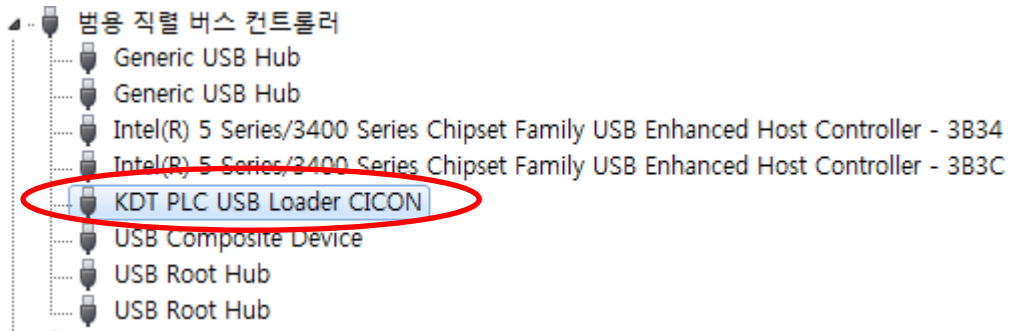 범용 직렬 버스 컨트롤러
Generic USB Hub
Generic USB Hub
Intel(R) 5 Series/3400 Series Chipset Family USB Enhanced Host Controller - 3B34
Intel(R) 5 Series/3400 Series Chipset Family USB Enhanced Host Controller - 3B3C
KDT PLC USB Loader CICON
USB Composite Device
USB Root Hub
USB Root Hub